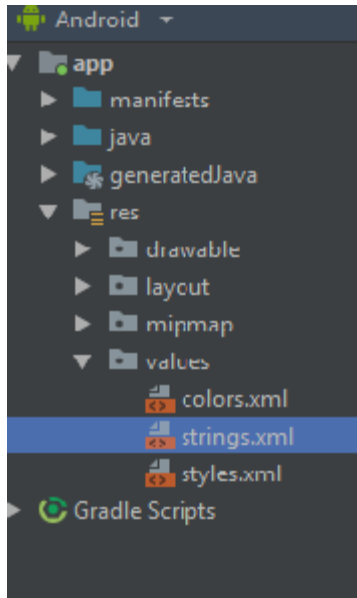 Android
app
manifests
java
generatedJava
res
drawable
layout
mipmap
values
colors.xml
strings.xml
styles.xml
Gradle Scripts